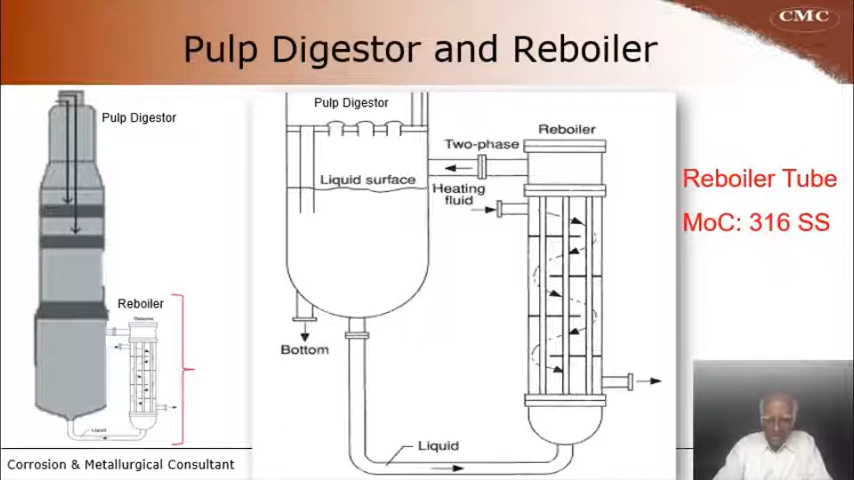 CMC
Pulp Digestor and Reboiler
Pulp Digestor
Reboiler
Liquid
Pulp Digestor
Liquid surface
Two-phase
Heating
fluid
Reboiler
Bottom
Liquid
Reboiler Tube
MoC: 316 SS
Corrosion & Metallurgical Consultant